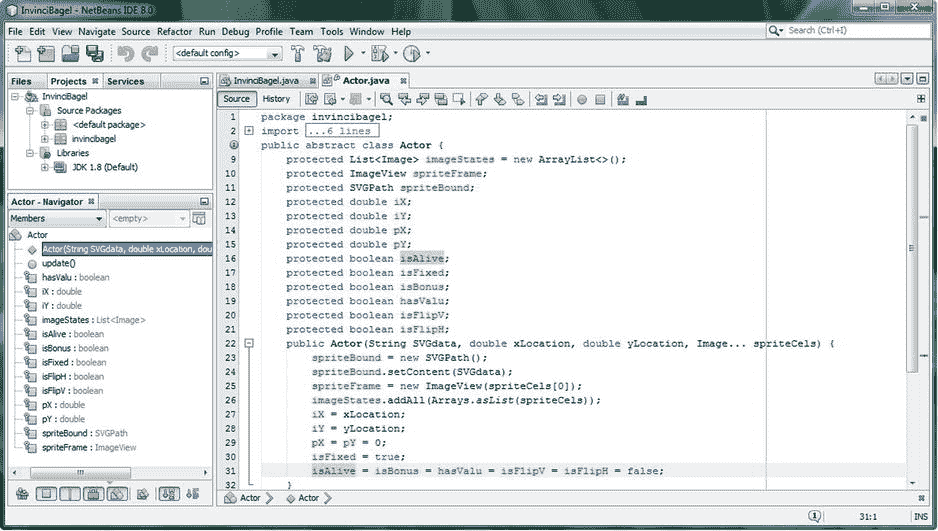 InvinciBagel - NetBeans IDE 8.0
File Edit View Navigate Source Refactor Run Debug Profile Team Tools Window Help
Search (Ctrl+I)
<default config>
Files Projects Services
InvinciBagel
Source Packages
<default package>
invincibagel
Libraries
JDK 1.8 (Default)
Actor - Navigator
Members <empty>
Actor
Actor(String SVGdata, double xLocation, dou
update()
hasValu : boolean
iX : double
iY : double
imageStates : List<Image>
isAlive : boolean
isBonus : boolean
isFixed : boolean
isFlipH : boolean
isFlipV : boolean
pX : double
pY : double
spriteBound : SVGPath
spriteFrame : ImageView
InvinciBagel.java Actor.java
Source History
1 package invincibagel;
2 import ...6 lines
public abstract class Actor {
9 protected List<Image> imageStates = new ArrayList<>();
10 protected ImageView spriteFrame;
11 protected SVGPath spriteBound;
12 protected double iX;
13 protected double iY;
14 protected double pX;
15 protected double pY;
16 protected boolean isAlive;
17 protected boolean isFixed;
18 protected boolean isBonus;
19 protected boolean hasValu;
20 protected boolean isFlipV;
21 protected boolean isFlipH;
22 public Actor(String SVGdata, double xLocation, double yLocation, Image... spriteCels) {
23 spriteBound = new SVGPath();
24 spriteBound.setContent(SVGdata);
25 spriteFrame = new ImageView(spriteCels[0]);
26 imageStates.addAll(Arrays.asList(spriteCels));
27 iX = xLocation;
28 iY = yLocation;
29 pX = pY = 0;
30 isFixed = true;
31 isAlive = isBonus = hasValu = isFlipV = isFlipH = false;
}
Actor Actor
31:1 INS